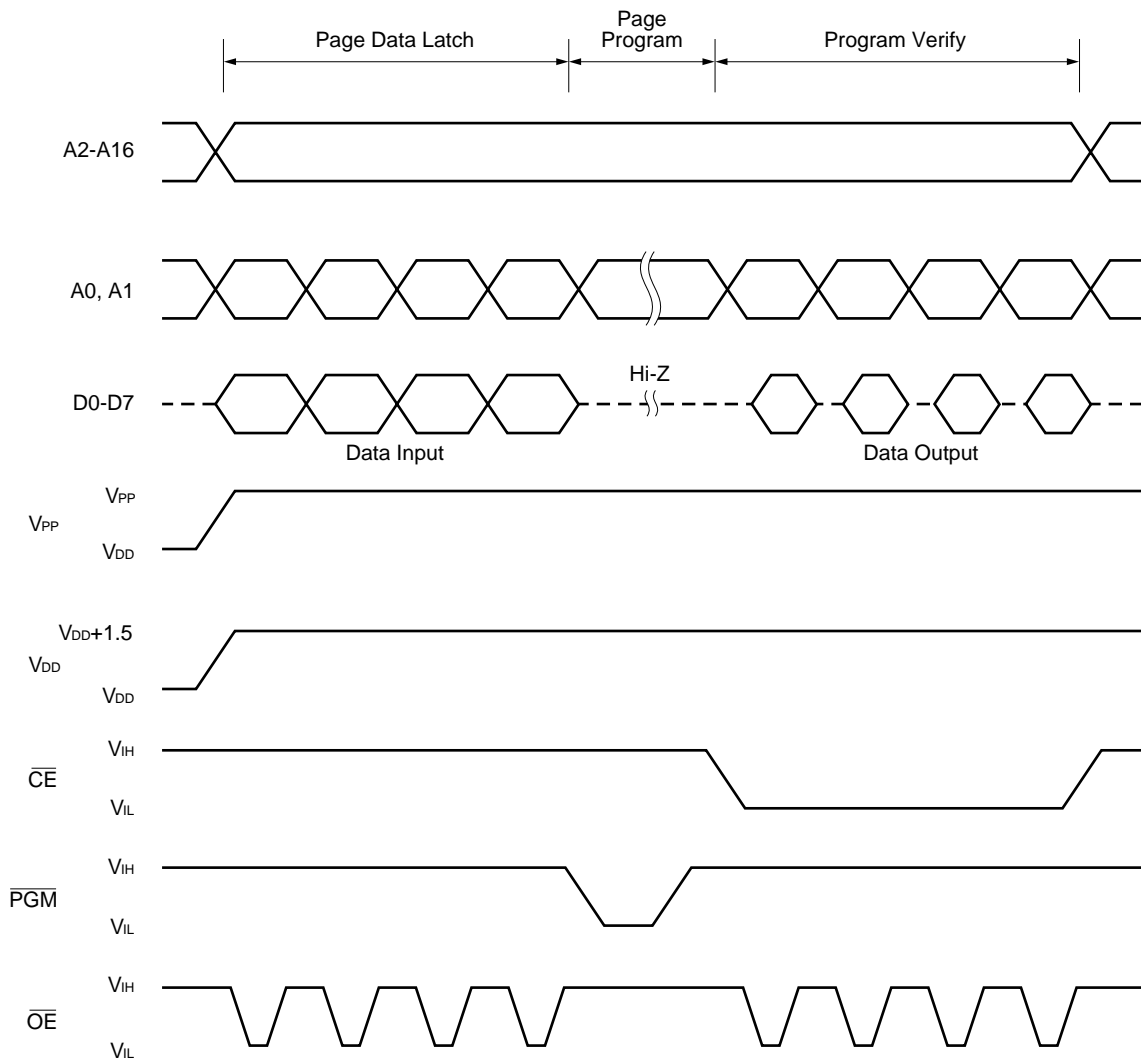 Page Data Latch
Page
Program
Program Verify
A2-A16
A0, A1
D0-D7
Hi-Z
Data Input
Data Output
VPP
VPP
VDD
VDD+1.5
VDD
VDD
VIH
CE
VIL
VIH
PGM
VIL
VIH
OE
VIL